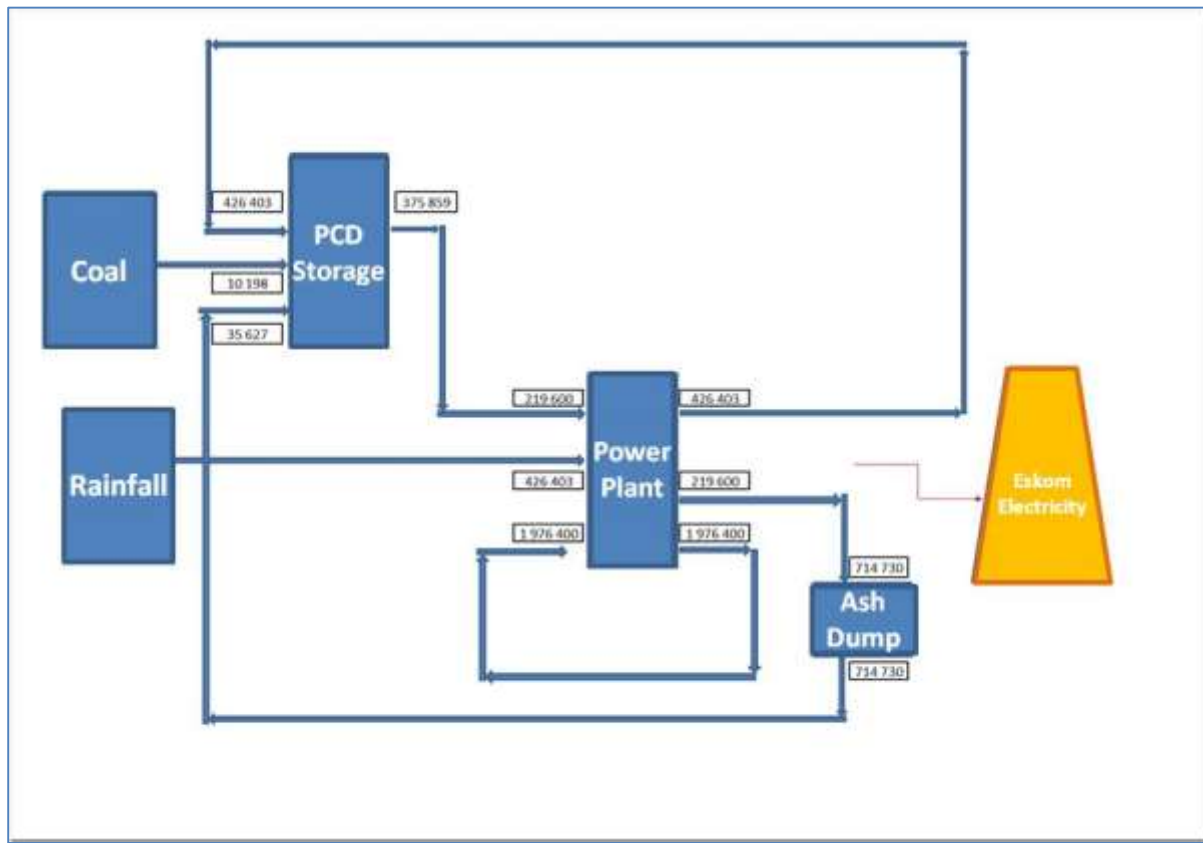 426 403
375 859
PCD
Storage
Coal
10 198
35 627
219 600
426 403
Power
Plant
Rainfall
426 403
219 600
1 976 400
1 976 400
Eskom
Electricity
714 730
Ash
Dump
714 730